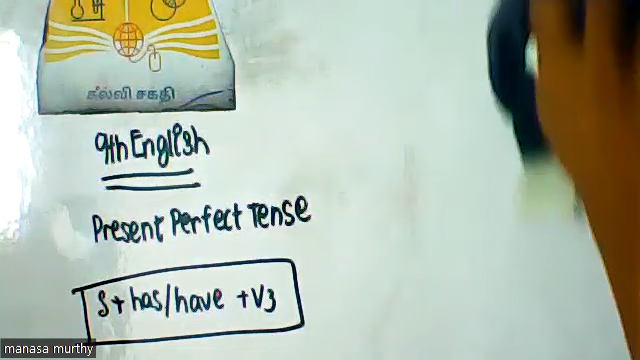 கல்வி சகதி
9th English
Present Perfect Tense
S + has/have + V3
manasa murthy